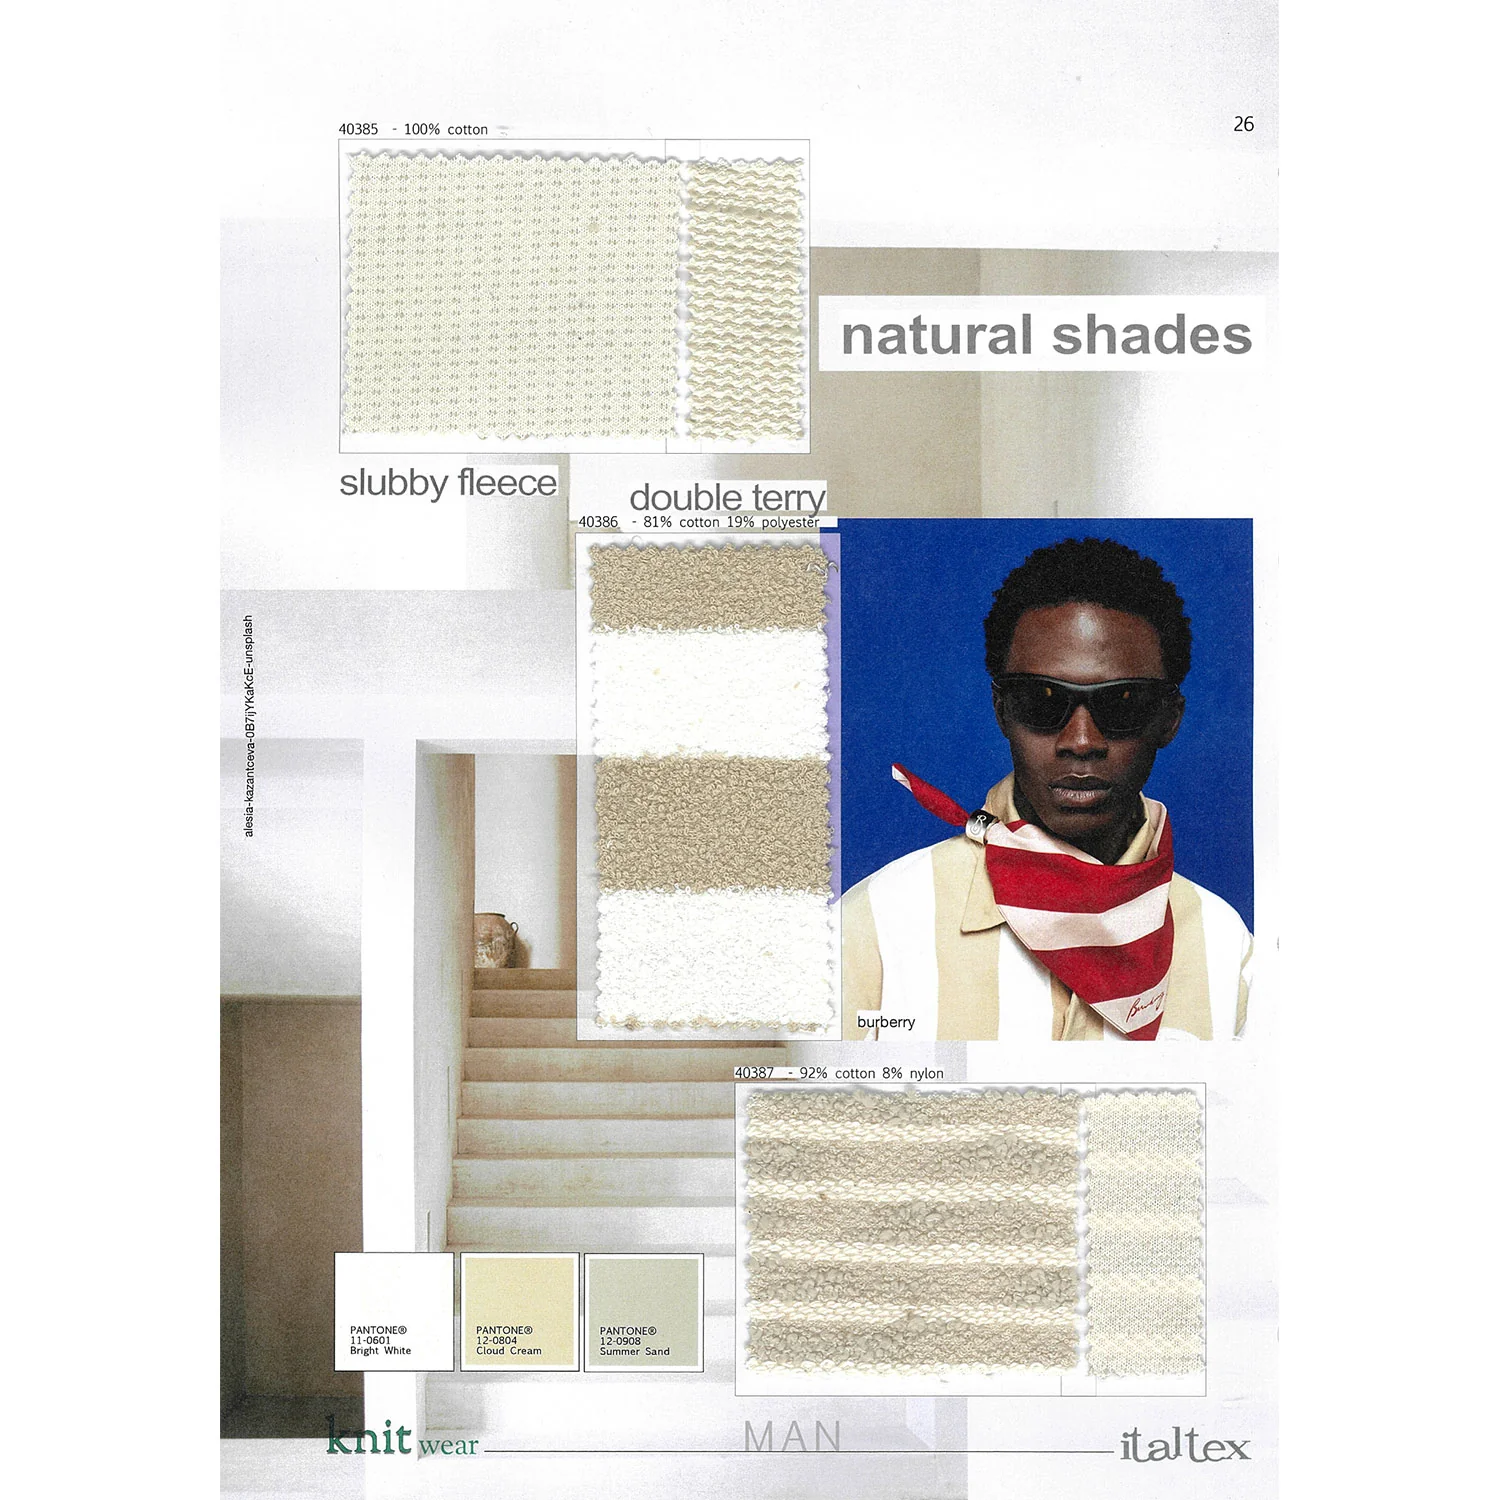 40385 - 100% cotton
26
natural shades
slubby fleece
double terry
40386 - 81% cotton 19% polyester
alesia-kazantceva-0B7ijYKaKcE-unsplash
Burberry
burberry
40387 - 92% cotton 8% nylon
PANTONE®
11-0601
Bright White
PANTONE®
12-0804
Cloud Cream
PANTONE®
12-0908
Summer Sand
knit wear
MAN
italtex